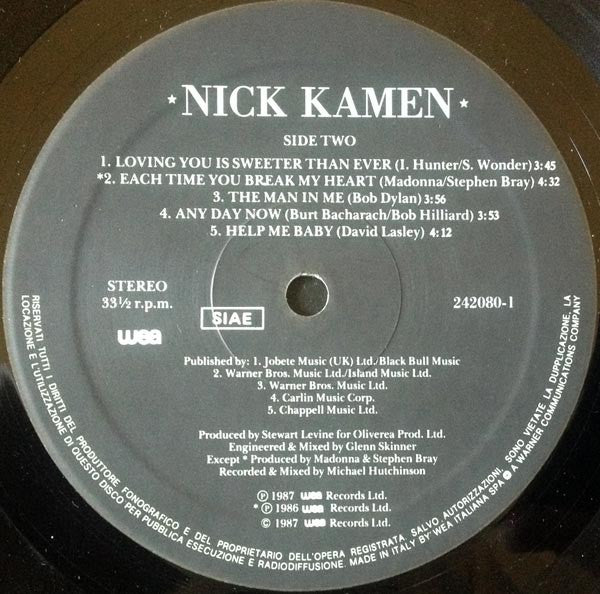 *NICK KAMEN*
SIDE TWO
1. LOVING YOU IS SWEETER THAN EVER (I. Hunter/S. Wonder) 3:45
*2. EACH TIME YOU BREAK MY HEART (Madonna/Stephen Bray) 4:32
3. THE MAN IN ME (Bob Dylan) 3:56
4. ANY DAY NOW (Burt Bacharach/Bob Hilliard) 3:53
5. HELP ME BABY (David Lasley) 4:12
STEREO
33⅓ r.p.m.
SIAE
242080-1
wea
Published by: 1. Jobete Music (UK) Ltd./Black Bull Music
2. Warner Bros. Music Ltd./Island Music Ltd.
3. Warner Bros. Music Ltd.
4. Carlin Music Corp.
5. Chappell Music Ltd.
Produced by Stewart Levine for Oliverea Prod. Ltd.
Engineered & Mixed by Glenn Skinner
Except * Produced by Madonna & Stephen Bray
Recorded & Mixed by Michael Hutchinson
℗ 1987 wea Records Ltd.
*℗ 1986 wea Records Ltd.
© 1987 wea Records Ltd.
RISERVATI TUTTI I DIRITTI DEL PRODUTTORE FONOGRAFICO E DEL PROPRIETARIO DELL'OPERA REGISTRATA. SALVO AUTORIZZAZIONI, SONO VIETATE LA DUPPLICAZIONE, LA
LOCAZIONE E L'UTILIZZAZIONE DI QUESTO DISCO PER PUBBLICA ESECUZIONE E RADIODIFFUSIONE. MADE IN ITALY BY WEA ITALIANA SPA A WARNER COMMUNICATIONS COMPANY